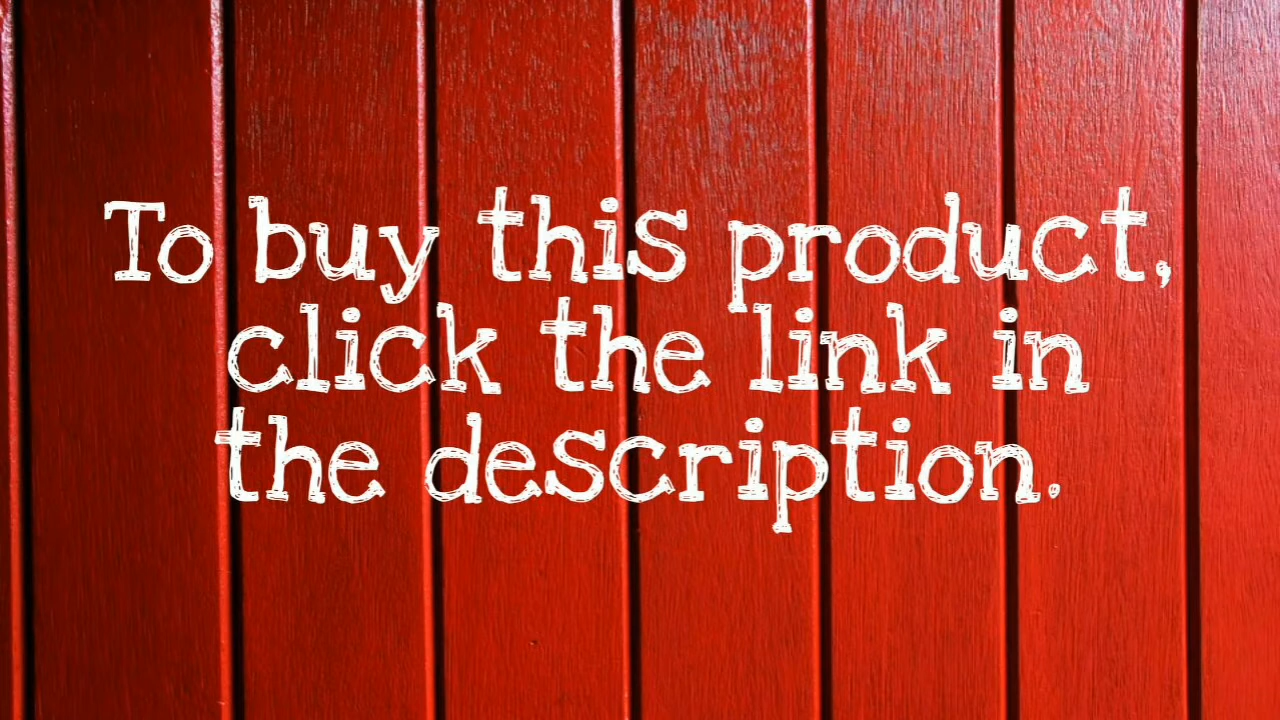 To buy this product,
click the link in
the description.